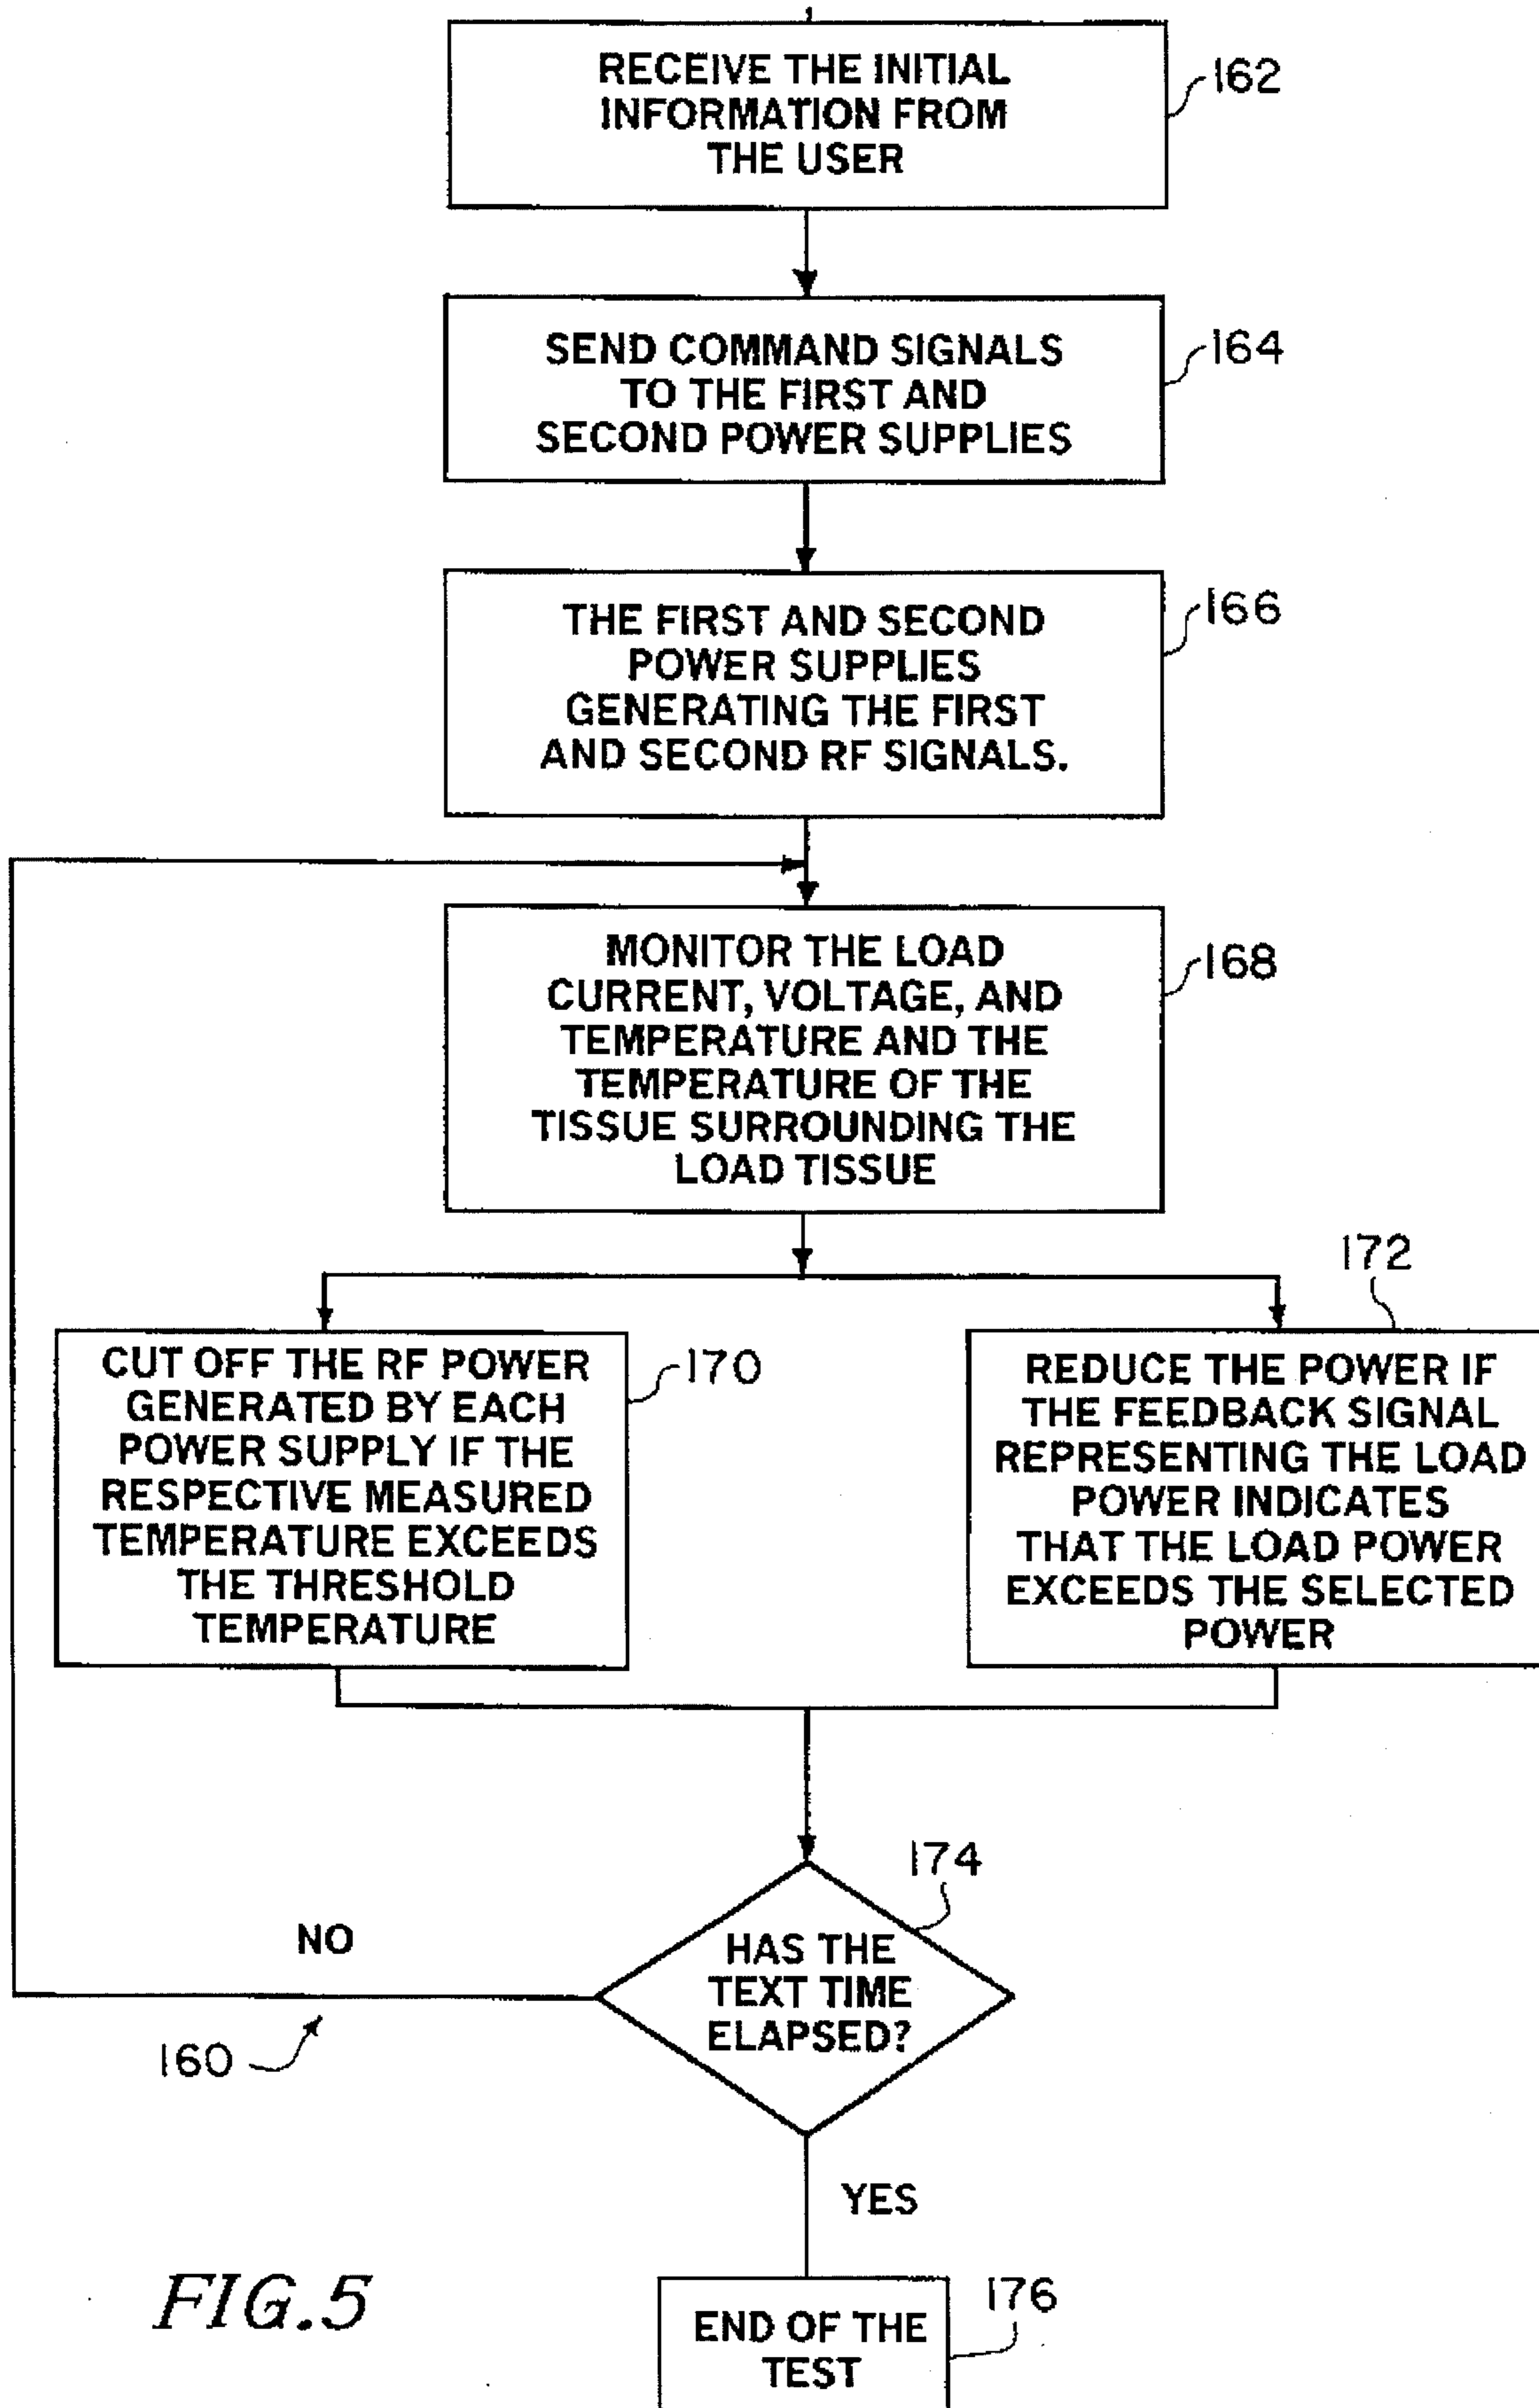 RECEIVE THE INITIAL
INFORMATION FROM
THE USER
162
SEND COMMAND SIGNALS
TO THE FIRST AND
SECOND POWER SUPPLIES
164
THE FIRST AND SECOND
POWER SUPPLIES
GENERATING THE FIRST
AND SECOND RF SIGNALS.
166
MONITOR THE LOAD
CURRENT, VOLTAGE, AND
TEMPERATURE AND THE
TEMPERATURE OF THE
TISSUE SURROUNDING THE
LOAD TISSUE
168
CUT OFF THE RF POWER
GENERATED BY EACH
POWER SUPPLY IF THE
RESPECTIVE MEASURED
TEMPERATURE EXCEEDS
THE THRESHOLD
TEMPERATURE
170
172
REDUCE THE POWER IF
THE FEEDBACK SIGNAL
REPRESENTING THE LOAD
POWER INDICATES
THAT THE LOAD POWER
EXCEEDS THE SELECTED
POWER
174
HAS THE
TEXT TIME
ELAPSED?
NO
160
YES
176
END OF THE
TEST
FIG.5